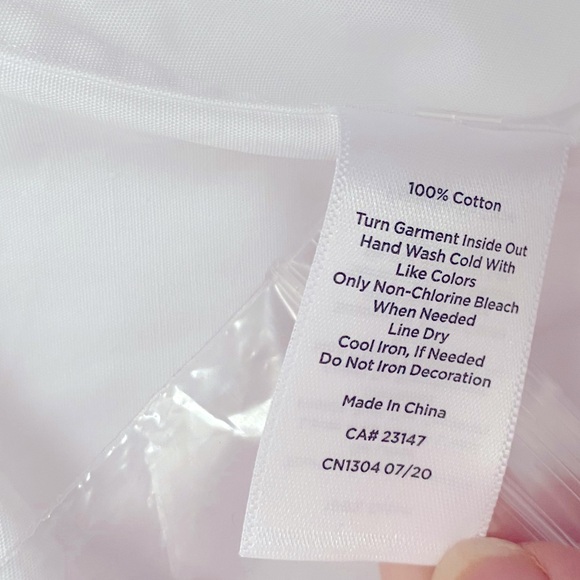 100% Cotton
Turn Garment Inside Out
Hand Wash Cold With
Like Colors
Only Non-Chlorine Bleach
When Needed
Line Dry
Cool Iron, If Needed
Do Not Iron Decoration
Made In China
CA# 23147
CN1304 07/20